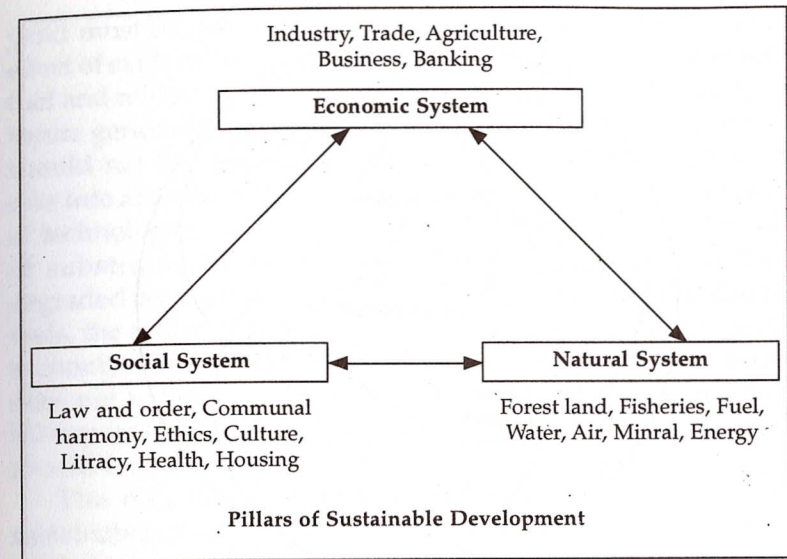 Industry, Trade, Agriculture,
Business, Banking
Economic System
Social System
Natural System
Law and order, Communal
harmony, Ethics, Culture,
Litracy, Health, Housing
Forest land, Fisheries, Fuel,
Water, Air, Minral, Energy
Pillars of Sustainable Development